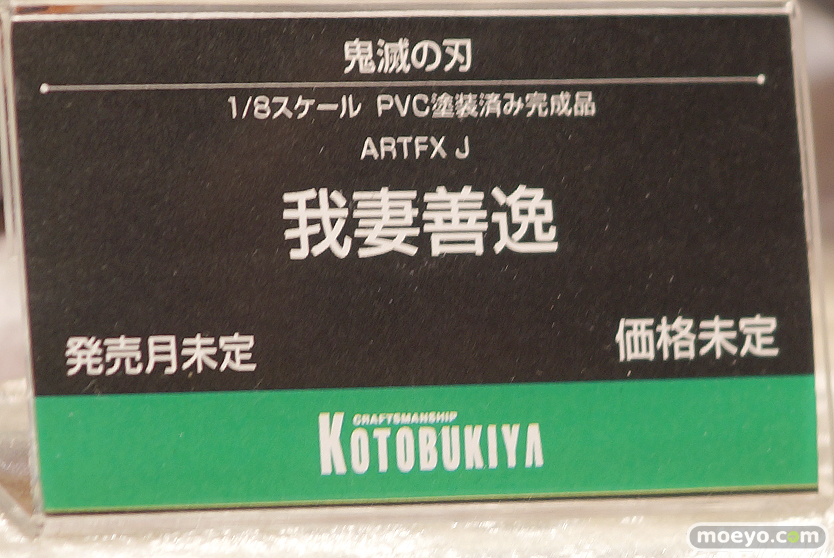 鬼滅の刃
1/8スケール PVC塗装済み完成品
ARTFX J
我妻善逸
発売月未定
価格未定
CRAFTSMANSHIP
KOTOBUKIYA
moeyo.com